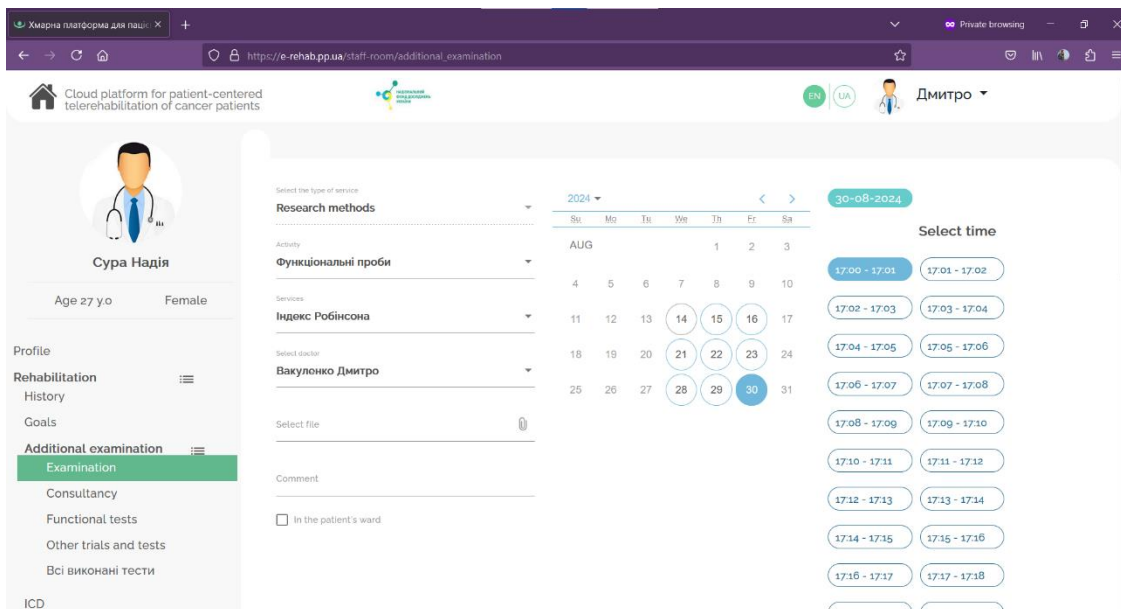 Хмарна платформа для паціє
Private browsing
https://e-rehab.pp.ua/staff-room/additional_examination
Cloud platform for patient-centered
telerehabilitation of cancer patients
НАЦІОНАЛЬНИЙ
ФОНД ДОСЛІДЖЕНЬ
УКРАЇНИ
EN UA
Дмитро
Сура Надія
Age 27 y.o Female
Profile
Rehabilitation
History
Goals
Additional examination
Examination
Consultancy
Functional tests
Other trials and tests
Всі виконані тести
ICD
Select the type of service
Research methods
Activity
Функціональні проби
Services
Індекс Робінсона
Select doctor
Вакуленко Дмитро
Select file
Comment
In the patient's ward
2024
Su Mo Tu We Th Fr Sa
AUG 1 2 3
4 5 6 7 8 9 10
11 12 13 14 15 16 17
18 19 20 21 22 23 24
25 26 27 28 29 30 31
30-08-2024
Select time
17:00 - 17:01 17:01 - 17:02
17:02 - 17:03 17:03 - 17:04
17:04 - 17:05 17:05 - 17:06
17:06 - 17:07 17:07 - 17:08
17:08 - 17:09 17:09 - 17:10
17:10 - 17:11 17:11 - 17:12
17:12 - 17:13 17:13 - 17:14
17:14 - 17:15 17:15 - 17:16
17:16 - 17:17 17:17 - 17:18